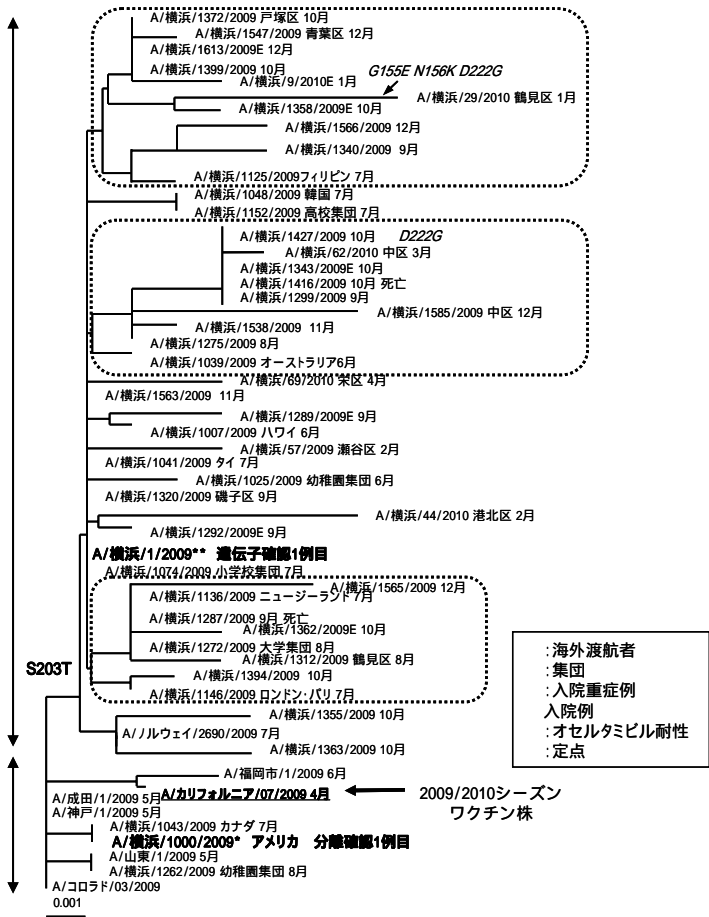 A/横浜/1372/2009 戸塚区 10月
A/横浜/1547/2009 青葉区 12月
A/横浜/1613/2009E 12月
A/横浜/1399/2009 10月
G155E N156K D222G
A/横浜/9/2010E 1月
A/横浜/29/2010 鶴見区 1月
A/横浜/1358/2009E 10月
A/横浜/1566/2009 12月
A/横浜/1340/2009 9月
A/横浜/1125/2009フィリピン 7月
A/横浜/1048/2009 韓国 7月
A/横浜/1152/2009 高校集団 7月
A/横浜/1427/2009 10月 D222G
A/横浜/62/2010 中区 3月
A/横浜/1343/2009E 10月
A/横浜/1416/2009 10月 死亡
A/横浜/1299/2009 9月
A/横浜/1585/2009 中区 12月
A/横浜/1538/2009 11月
A/横浜/1275/2009 8月
A/横浜/1039/2009 オーストラリア6月
A/横浜/69/2010 栄区 4月
A/横浜/1563/2009 11月
A/横浜/1289/2009E 9月
A/横浜/1007/2009 ハワイ 6月
A/横浜/57/2009 瀬谷区 2月
A/横浜/1041/2009 タイ 7月
A/横浜/1025/2009 幼稚園集団 6月
A/横浜/1320/2009 磯子区 9月
A/横浜/44/2010 港北区 2月
A/横浜/1292/2009E 9月
A/横浜/1/2009** 遺伝子確認1例目
A/横浜/1074/2009 小学校集団 7月
A/横浜/1565/2009 12月
A/横浜/1136/2009 ニュージーランド 7月
A/横浜/1287/2009 9月 死亡
A/横浜/1362/2009E 10月
A/横浜/1272/2009 大学集団 8月
A/横浜/1312/2009 鶴見区 8月
S203T
A/横浜/1394/2009 10月
A/横浜/1146/2009 ロンドン・パリ 7月
A/横浜/1355/2009 10月
A/ノルウェイ/2690/2009 7月
A/横浜/1363/2009 10月
A/福岡市/1/2009 6月
A/成田/1/2009 5月
A/カリフォルニア/07/2009 4月
A/神戸/1/2009 5月
A/横浜/1043/2009 カナダ 7月
A/横浜/1000/2009* アメリカ 分離確認1例目
A/山東/1/2009 5月
A/横浜/1262/2009 幼稚園集団 8月
A/コロラド/03/2009
0.001
:海外渡航者
:集団
:入院重症例
入院例
:オセルタミビル耐性
:定点
2009/2010シーズン
ワクチン株